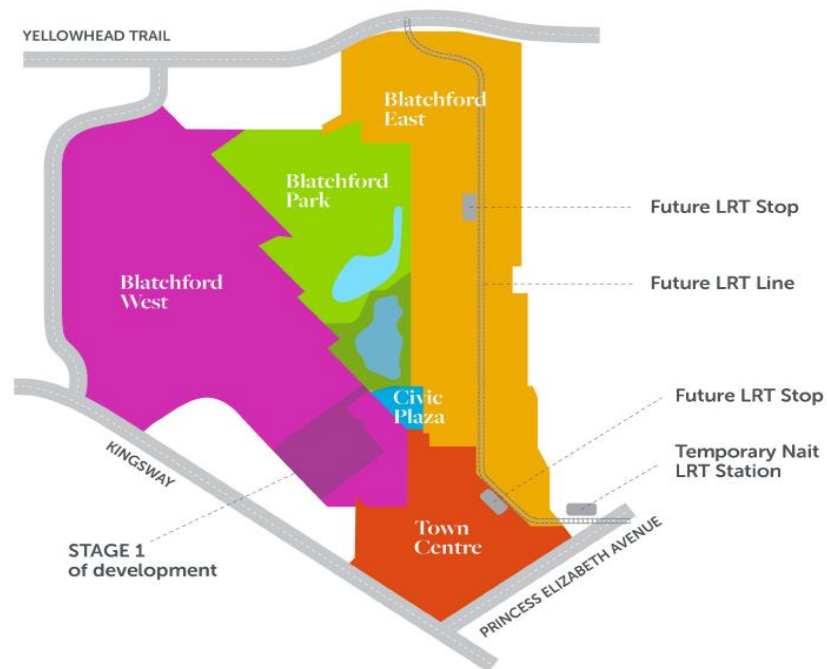 YELLOWHEAD TRAIL
Blatchford
East
Blatchford
Park
Future LRT Stop
Blatchford
West
Future LRT Line
Civic
Plaza
Future LRT Stop
KINGSWAY
Temporary Nait
LRT Station
Town
Centre
STAGE 1
of development
PRINCESS ELIZABETH AVENUE